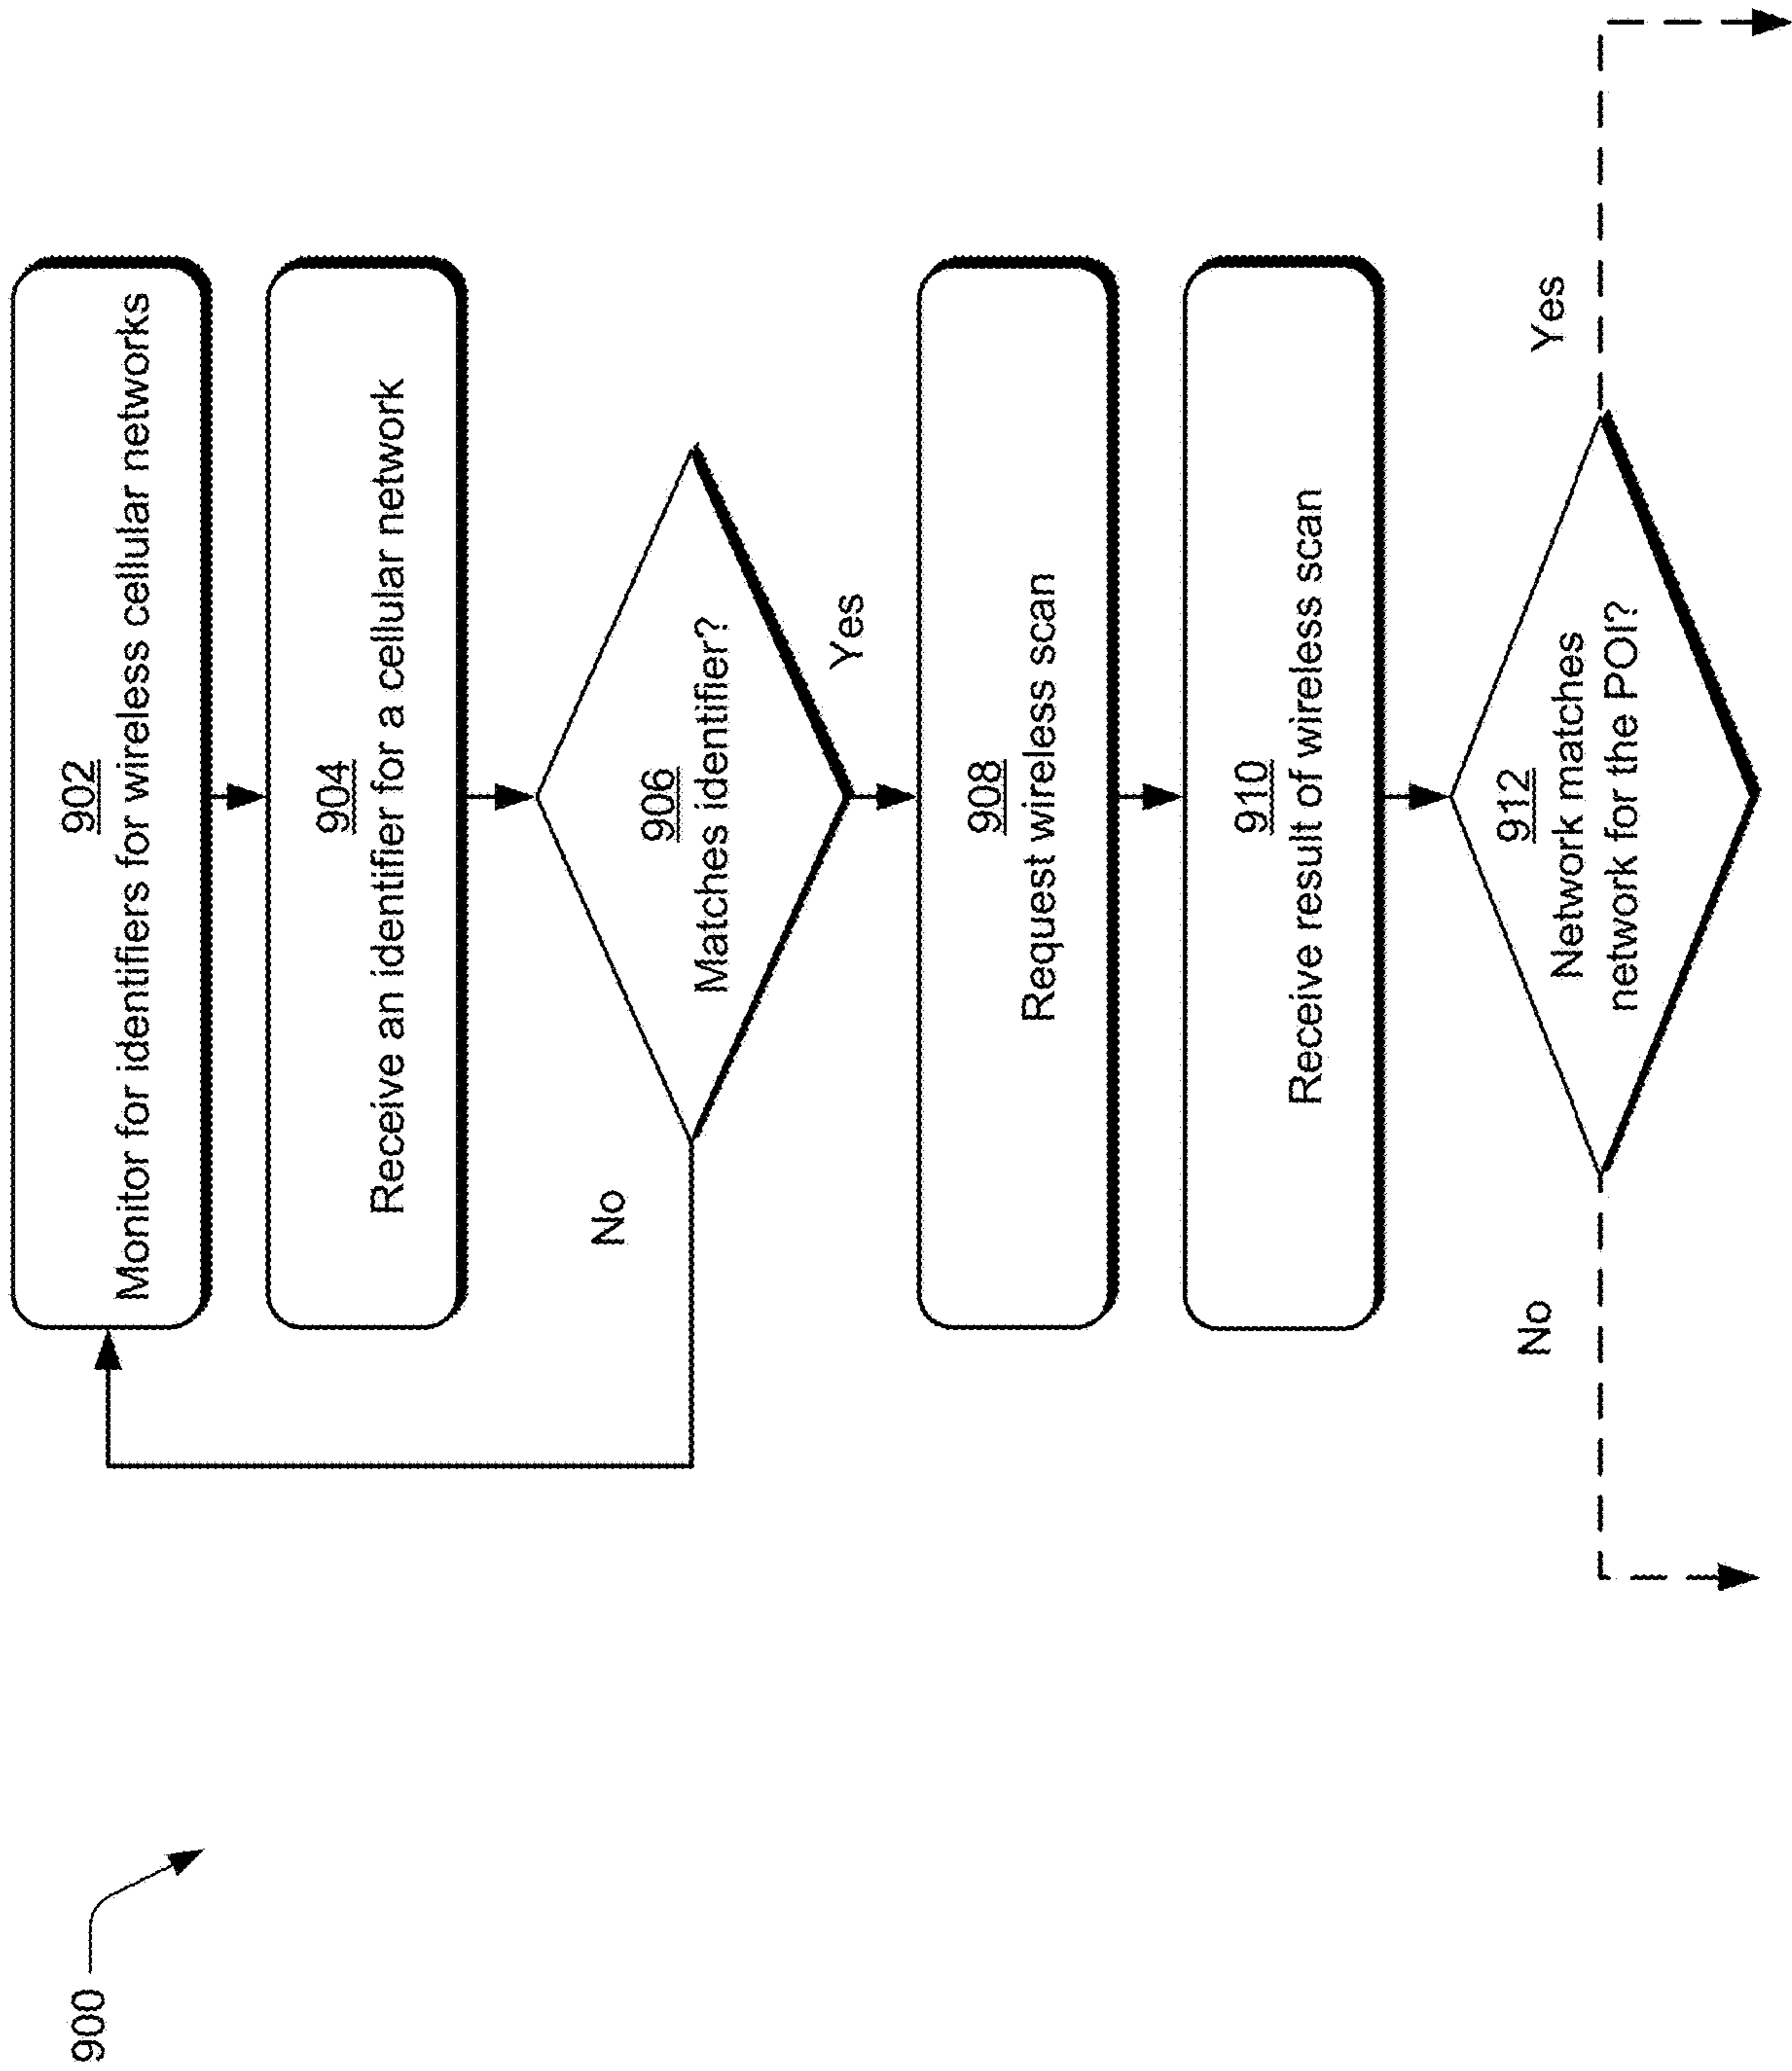 900
902
Monitor for identifiers for wireless cellular networks
904
Receive an identifier for a cellular network
906
Matches identifier?
No
Yes
908
Request wireless scan
910
Receive result of wireless scan
912
Network matches
network for the POI?
No
Yes